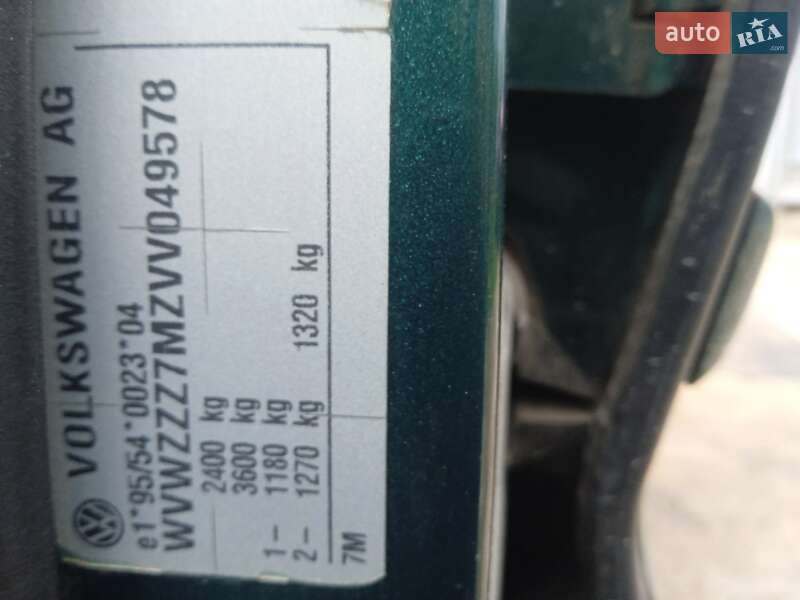 VOLKSWAGEN AG
e1*95/54*0023*04
WVWZZZ7MZVV049578
2400 kg
3600 kg
1– 1180 kg
2– 1270 kg 1320 kg
7M
auto RIA.com